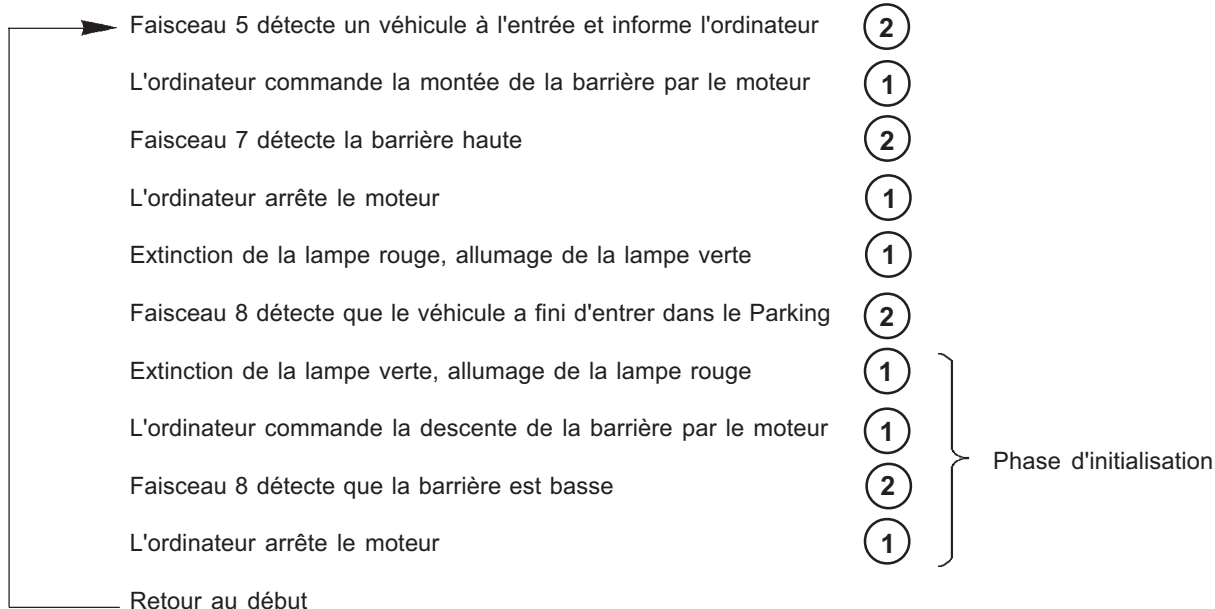 Faisceau 5 détecte un véhicule à l'entrée et informe l'ordinateur 2
L'ordinateur commande la montée de la barrière par le moteur 1
Faisceau 7 détecte la barrière haute 2
L'ordinateur arrête le moteur 1
Extinction de la lampe rouge, allumage de la lampe verte 1
Faisceau 8 détecte que le véhicule a fini d'entrer dans le Parking 2
Extinction de la lampe verte, allumage de la lampe rouge 1
L'ordinateur commande la descente de la barrière par le moteur 1
Phase d'initialisation
Faisceau 8 détecte que la barrière est basse 2
L'ordinateur arrête le moteur 1
Retour au début